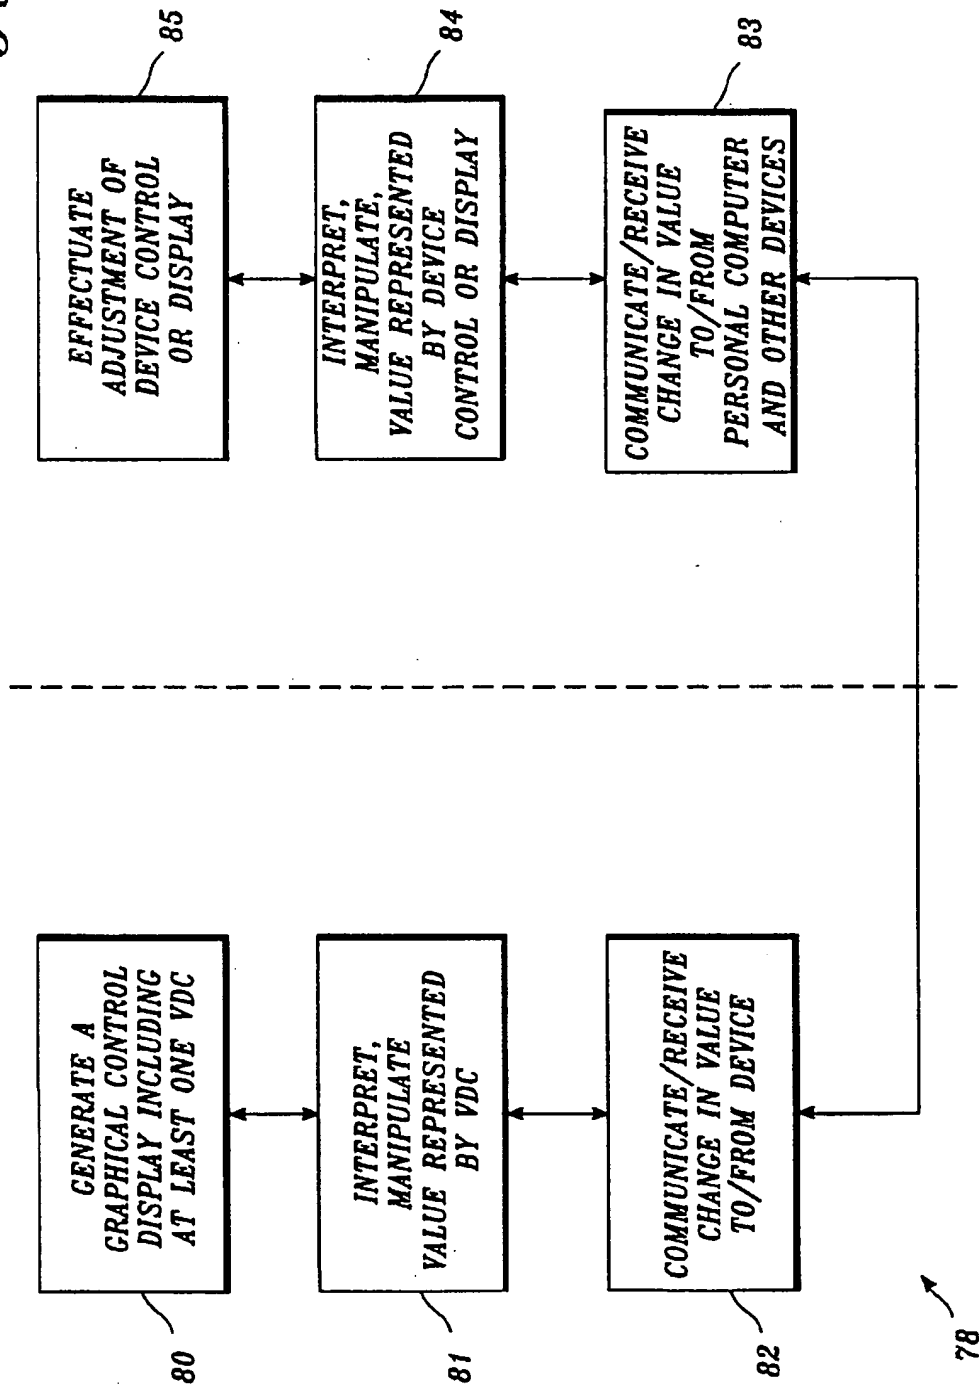 80
GENERATE A
GRAPHICAL CONTROL
DISPLAY INCLUDING
AT LEAST ONE VDC
81
INTERPRET,
MANIPULATE
VALUE REPRESENTED
BY VDC
82
COMMUNICATE/RECEIVE
CHANGE IN VALUE
TO/FROM DEVICE
78
EFFECTUATE
ADJUSTMENT OF
DEVICE CONTROL
OR DISPLAY
85
INTERPRET,
MANIPULATE,
VALUE REPRESENTED
BY DEVICE
CONTROL OR DISPLAY
84
COMMUNICATE/RECEIVE
CHANGE IN VALUE
TO/FROM
PERSONAL COMPUTER
AND OTHER DEVICES
83